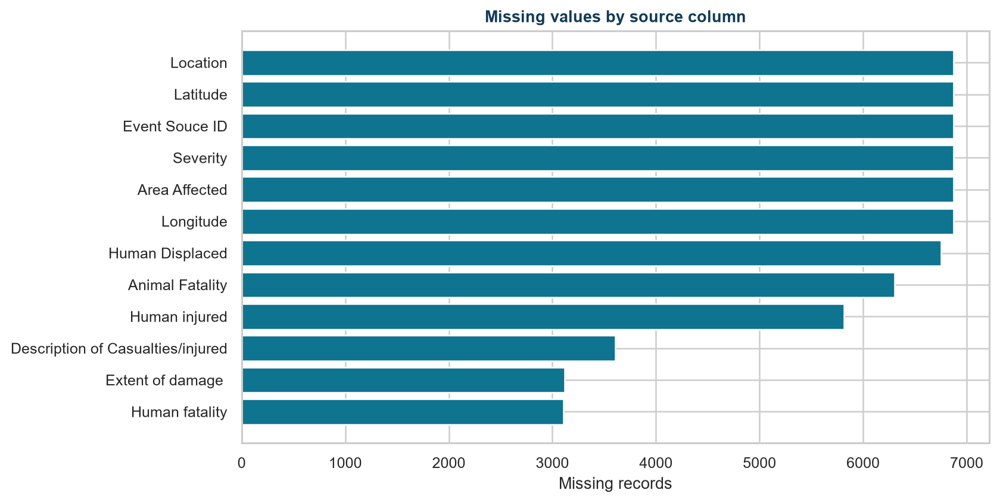 Missing values by source column
Location
Latitude
Event Souce ID
Severity
Area Affected
Longitude
Human Displaced
Animal Fatality
Human injured
Description of Casualties/injured
Extent of damage
Human fatality
0 1000 2000 3000 4000 5000 6000 7000
Missing records